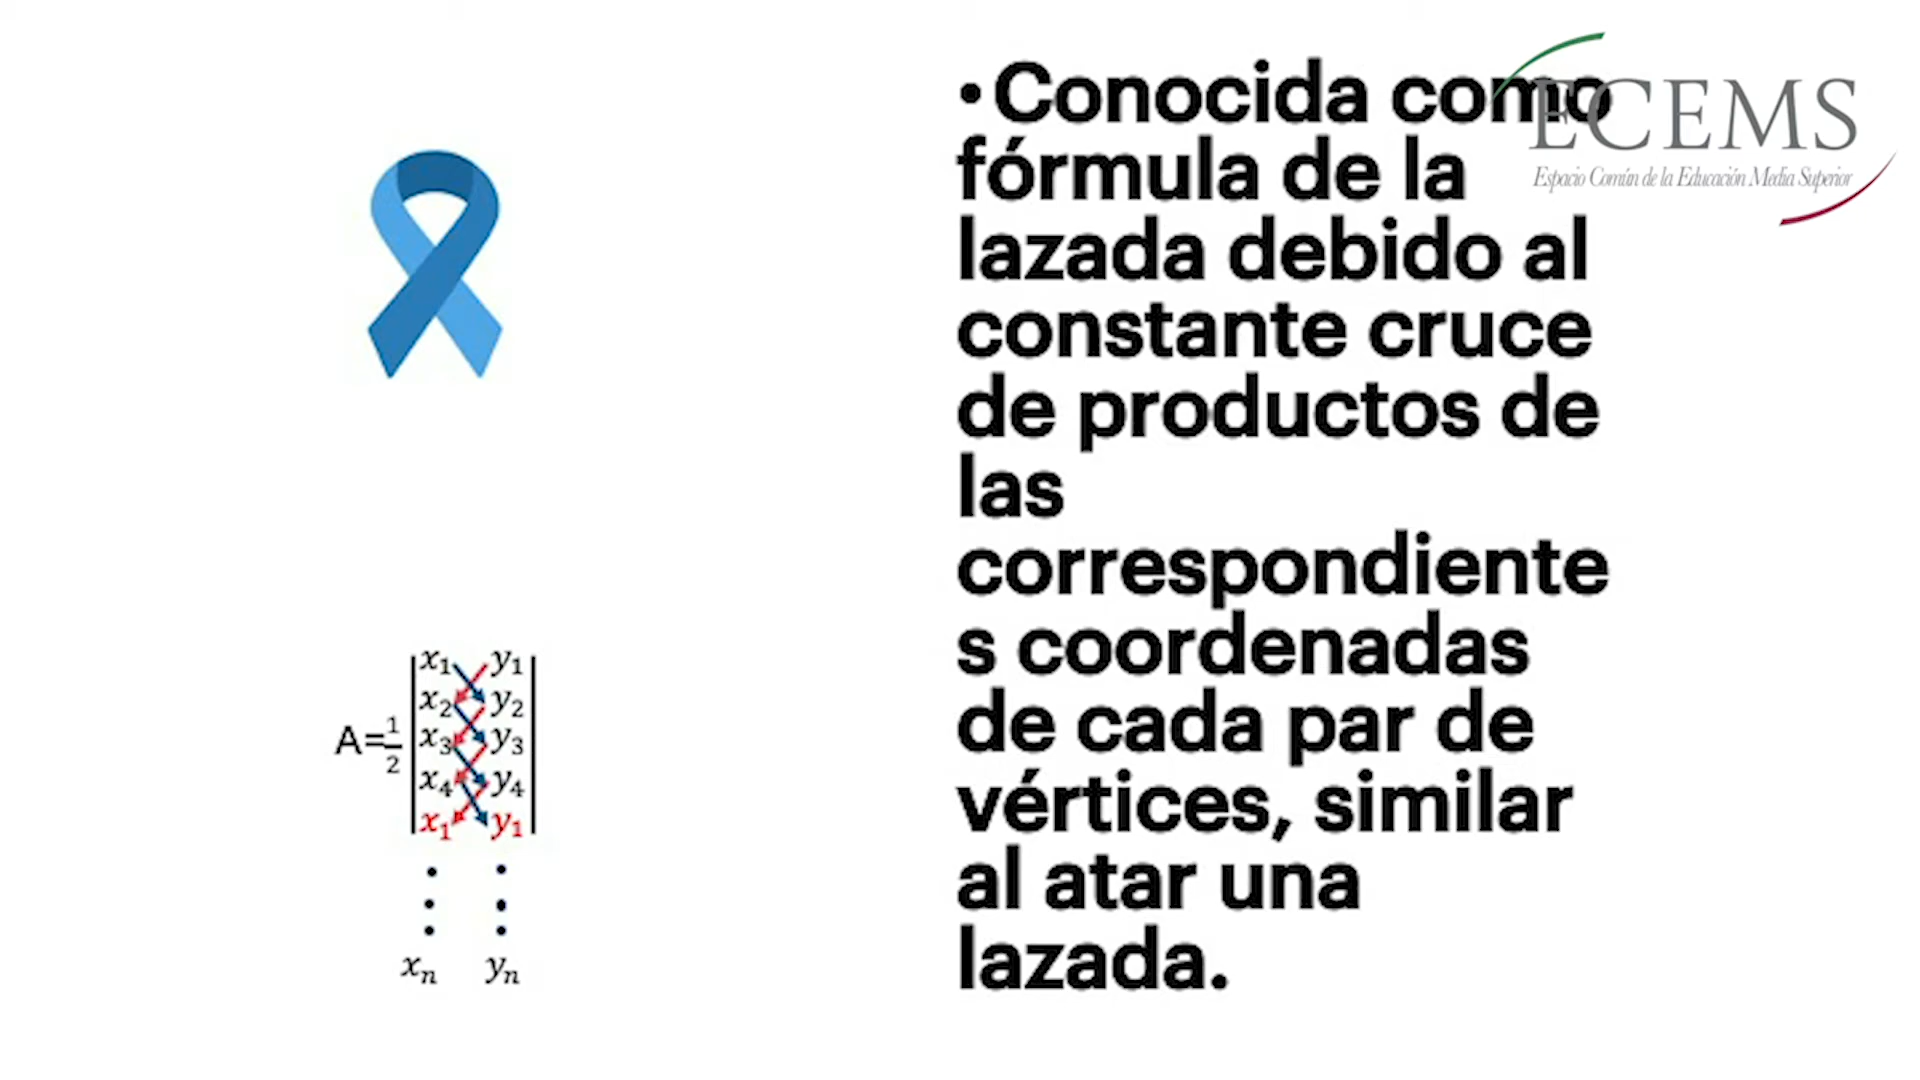 • Conocida como
fórmula de la
lazada debido al
constante cruce
de productos de
las
correspondiente
s coordenadas
de cada par de
vértices, similar
al atar una
lazada.
ECEMS
Espacio Común de la Educación Media Superior
A=1/2
x1 y1
x2 y2
x3 y3
x4 y4
x1 y1
xn yn